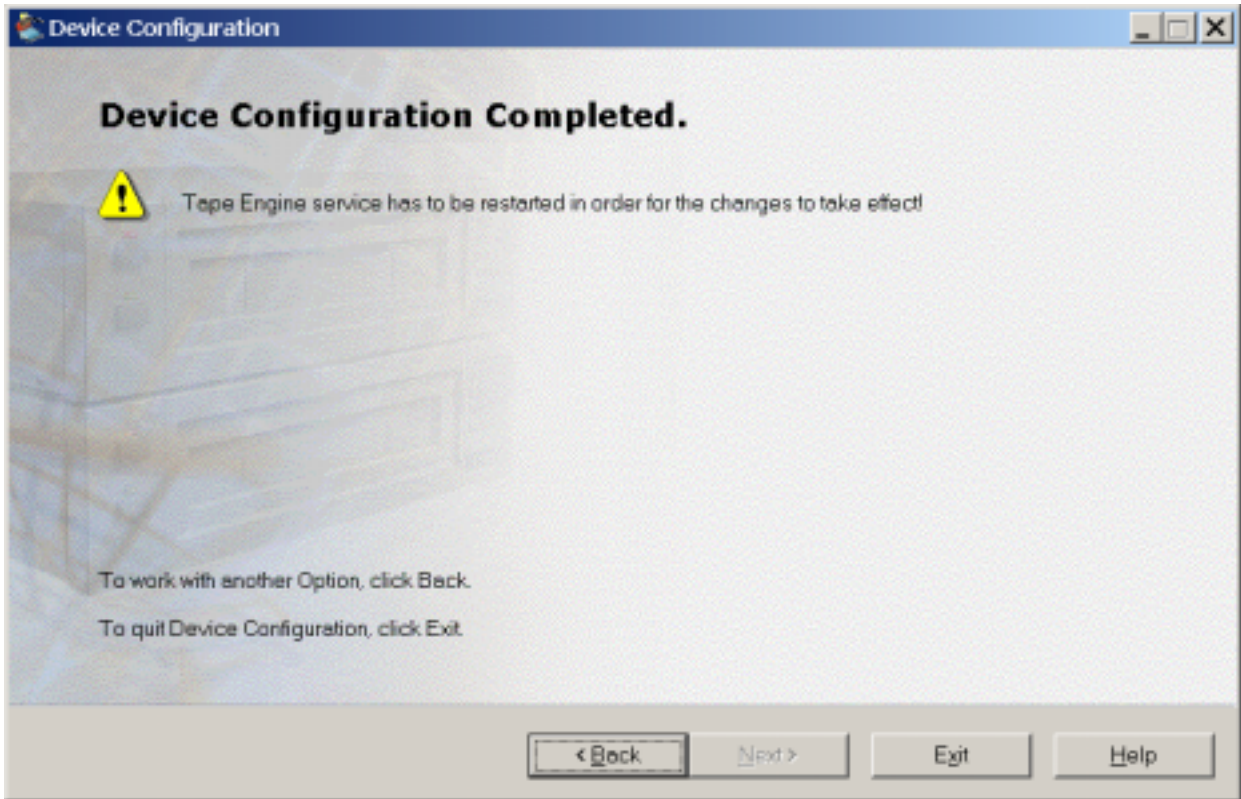 Device Configuration
Device Configuration Completed.
Tape Engine service has to be restarted in order for the changes to take effect!
To work with another Option, click Back.
To quit Device Configuration, click Exit.
< Back
Next >
Exit
Help